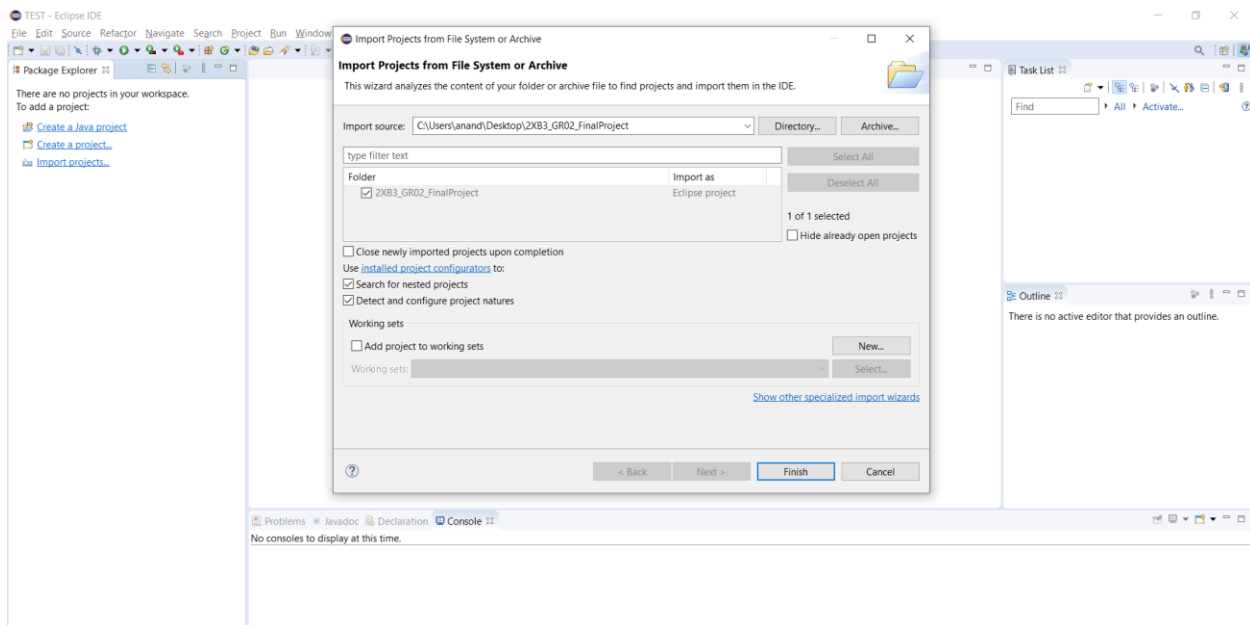 TEST - Eclipse IDE
File Edit Source Refactor Navigate Search Project Run Window
Package Explorer
There are no projects in your workspace.
To add a project:
Create a Java project
Create a project...
Import projects...
Import Projects from File System or Archive
Import Projects from File System or Archive
This wizard analyzes the content of your folder or archive file to find projects and import them in the IDE.
Import source: C:\Users\anand\Desktop\2XB3_GR02_FinalProject Directory... Archive...
type filter text Select All
Folder Import as Deselect All
2XB3_GR02_FinalProject Eclipse project
1 of 1 selected
Hide already open projects
Close newly imported projects upon completion
Use installed project configurators to:
Search for nested projects
Detect and configure project natures
Working sets
Add project to working sets New...
Working sets: Select...
Show other specialized import wizards
< Back Next > Finish Cancel
Task List
Find All Activate...
Outline
There is no active editor that provides an outline.
Problems Javadoc Declaration Console
No consoles to display at this time.